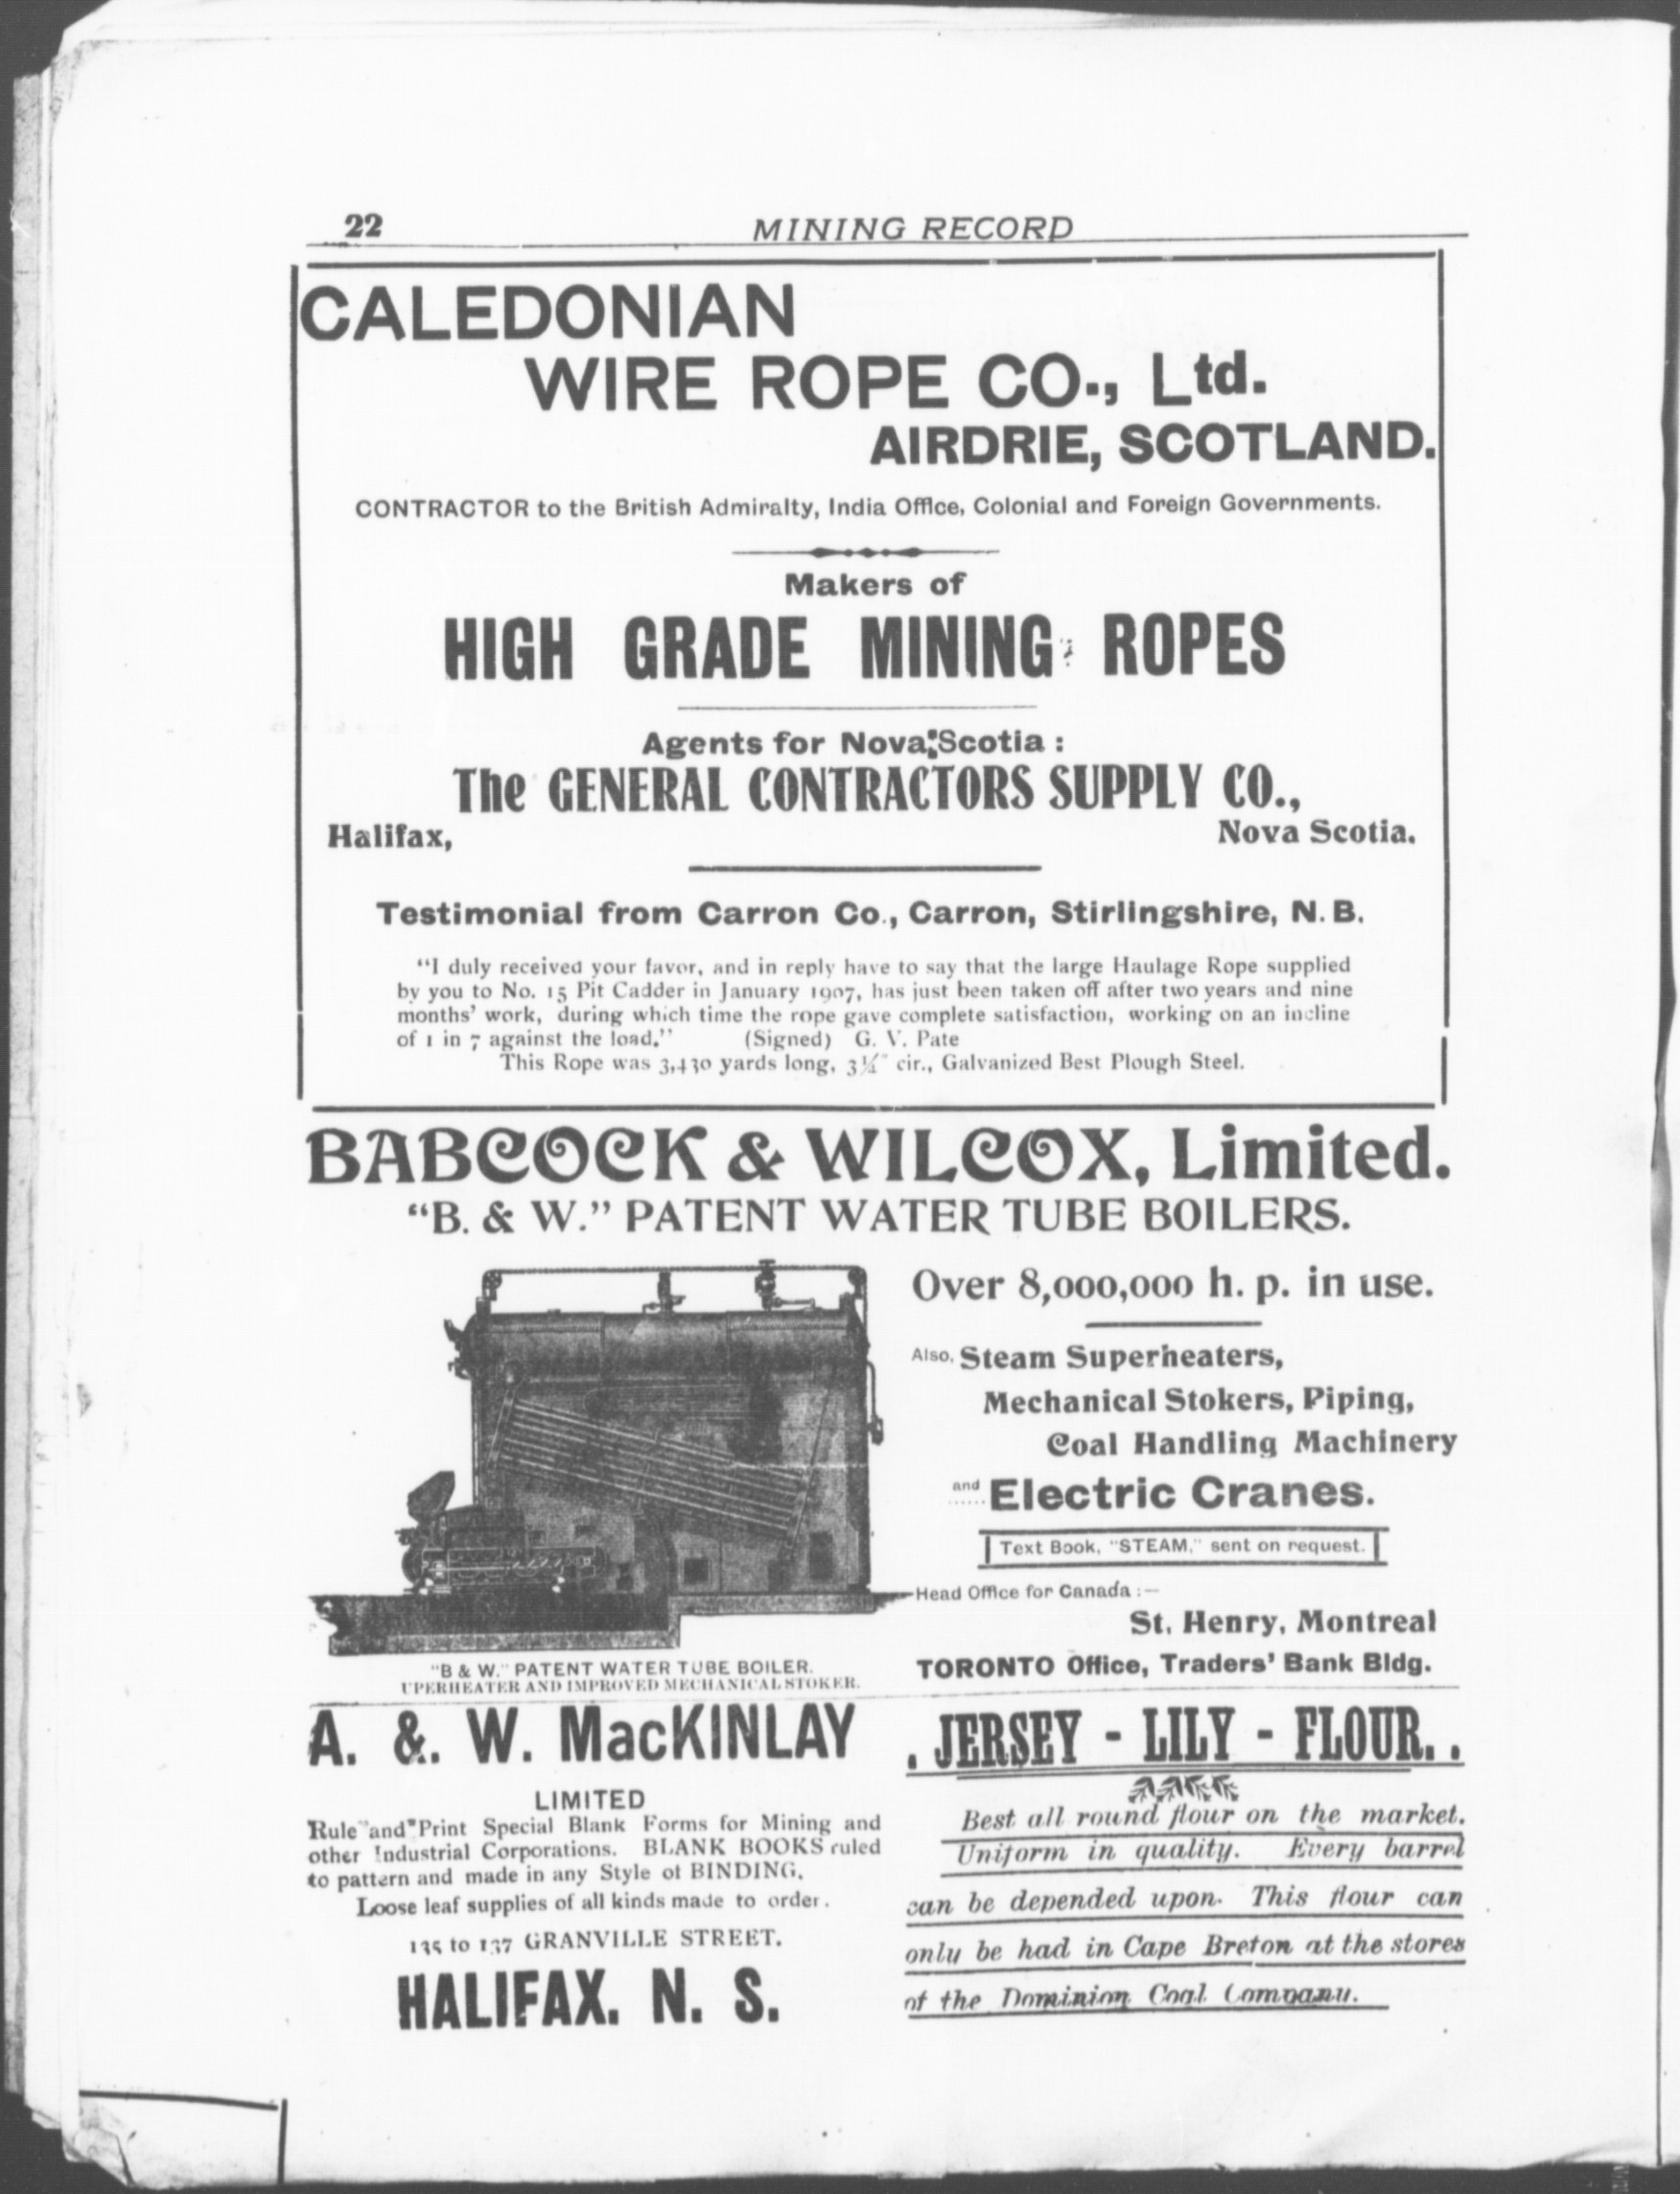 22
MINING RECORD
CALEDONIAN
WIRE ROPE CO., Ltd.
AIRDRIE, SCOTLAND.
CONTRACTOR to the British Admiralty, India Office, Colonial and Foreign Governments.
Makers of
HIGH GRADE MINING ROPES
Agents for Nova Scotia :
The GENERAL CONTRACTORS SUPPLY CO.,
Halifax, Nova Scotia.
Testimonial from Carron Co., Carron, Stirlingshire, N. B.
"I duly received your favor, and in reply have to say that the large Haulage Rope supplied
by you to No. 15 Pit Cadder in January 1907, has just been taken off after two years and nine
months' work, during which time the rope gave complete satisfaction, working on an incline
of 1 in 7 against the load." (Signed) G. V. Pate
This Rope was 3,430 yards long, 3¼" cir., Galvanized Best Plough Steel.
BABCOCK & WILCOX, Limited.
"B. & W." PATENT WATER TUBE BOILERS.
Over 8,000,000 h. p. in use.
Also, Steam Superheaters,
Mechanical Stokers, Piping,
Coal Handling Machinery
and Electric Cranes.
Text Book, "STEAM," sent on request.
Head Office for Canada :—
St. Henry, Montreal
TORONTO Office, Traders' Bank Bldg.
"B & W." PATENT WATER TUBE BOILER.
UPERHEATER AND IMPROVED MECHANICAL STOKER.
A. &. W. MacKINLAY
LIMITED
Rule and Print Special Blank Forms for Mining and
other Industrial Corporations. BLANK BOOKS ruled
to pattern and made in any Style of BINDING.
Loose leaf supplies of all kinds made to order.
135 to 137 GRANVILLE STREET.
HALIFAX. N. S.
. JERSEY - LILY - FLOUR. .
Best all round flour on the market.
Uniform in quality. Every barrel
can be depended upon. This flour can
only be had in Cape Breton at the stores
of the Dominion Coal Company.